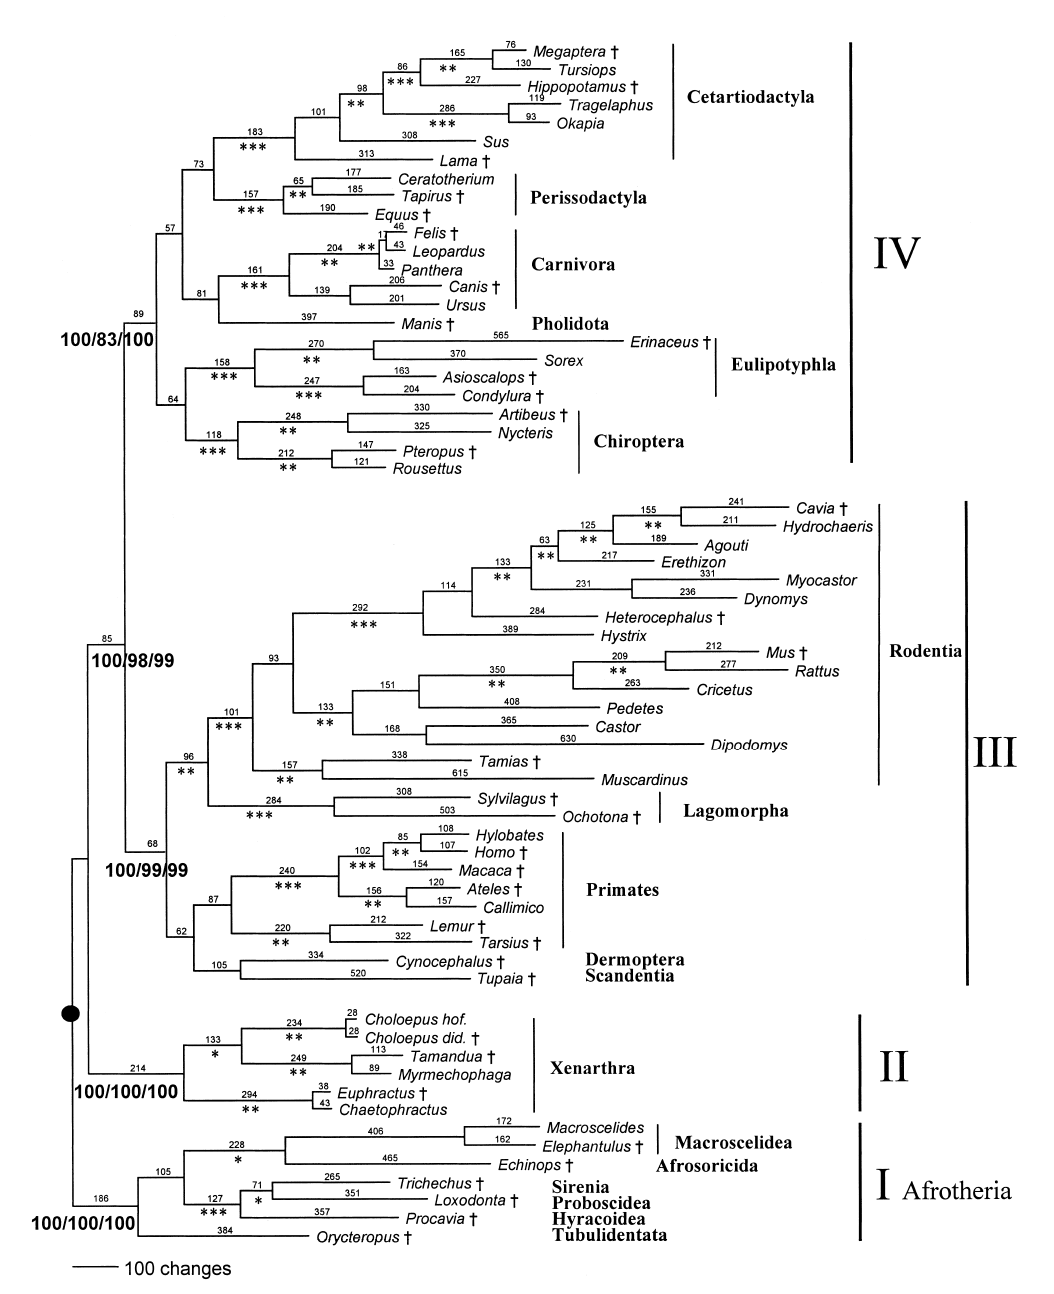 76
165
Megaptera †
86
**
130
Tursiops
98
***
227
Hippopotamus †
**
119
Tragelaphus
Cetartiodactyla
101
286
***
93
Okapia
183
***
308
Sus
313
Lama †
73
177
Ceratotherium
65
**
185
Tapirus †
Perissodactyla
157
***
190
Equus †
57
46
Felis †
17
**
204
**
43
Leopardus
IV
33
Panthera
Carnivora
161
***
206
Canis †
139
81
201
Ursus
397
Manis †
Pholidota
89
100/83/100
565
Erinaceus †
270
**
370
Sorex
158
***
Eulipotyphla
163
Asioscalops †
247
***
204
Condylura †
64
330
Artibeus †
248
**
325
Nycteris
118
***
Chiroptera
147
Pteropus †
212
**
121
Rousettus
241
Cavia †
155
**
211
Hydrochaeris
125
**
189
Agouti
63
**
217
Erethizon
133
**
331
Myocastor
231
236
Dynomys
114
284
Heterocephalus †
292
***
389
Hystrix
85
100/98/99
212
Mus †
209
**
277
Rattus
Rodentia
93
350
**
263
Cricetus
151
408
Pedetes
133
**
365
Castor
168
630
Dipodomys
101
***
338
Tamias †
157
**
615
Muscardinus
III
96
**
308
Sylvilagus †
284
***
503
Ochotona †
Lagomorpha
68
100/99/99
108
Hylobates
85
**
107
Homo †
102
***
154
Macaca †
240
***
120
Ateles †
156
**
157
Callimico
Primates
87
212
Lemur †
220
**
322
Tarsius †
62
334
Cynocephalus †
Dermoptera
105
520
Tupaia †
Scandentia
28
Choloepus hof.
234
**
28
Choloepus did. †
133
*
113
Tamandua †
249
**
89
Myrmechophaga
Xenarthra
II
214
100/100/100
38
Euphractus †
294
**
43
Chaetophractus
172
Macroscelides
406
162
Elephantulus †
Macroscelidea
228
*
465
Echinops †
Afrosoricida
105
265
Trichechus †
Sirenia
71
*
351
Loxodonta †
Proboscidea
I Afrotheria
127
***
357
Procavia †
Hyracoidea
186
100/100/100
384
Orycteropus †
Tubulidentata
100 changes